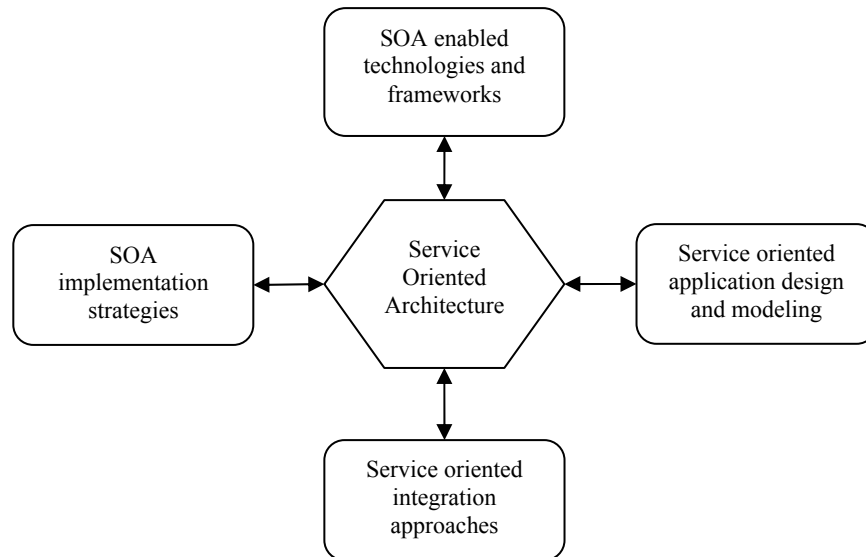 SOA enabled
technologies and
frameworks
SOA
implementation
strategies
Service
Oriented
Architecture
Service oriented
application design
and modeling
Service oriented
integration
approaches